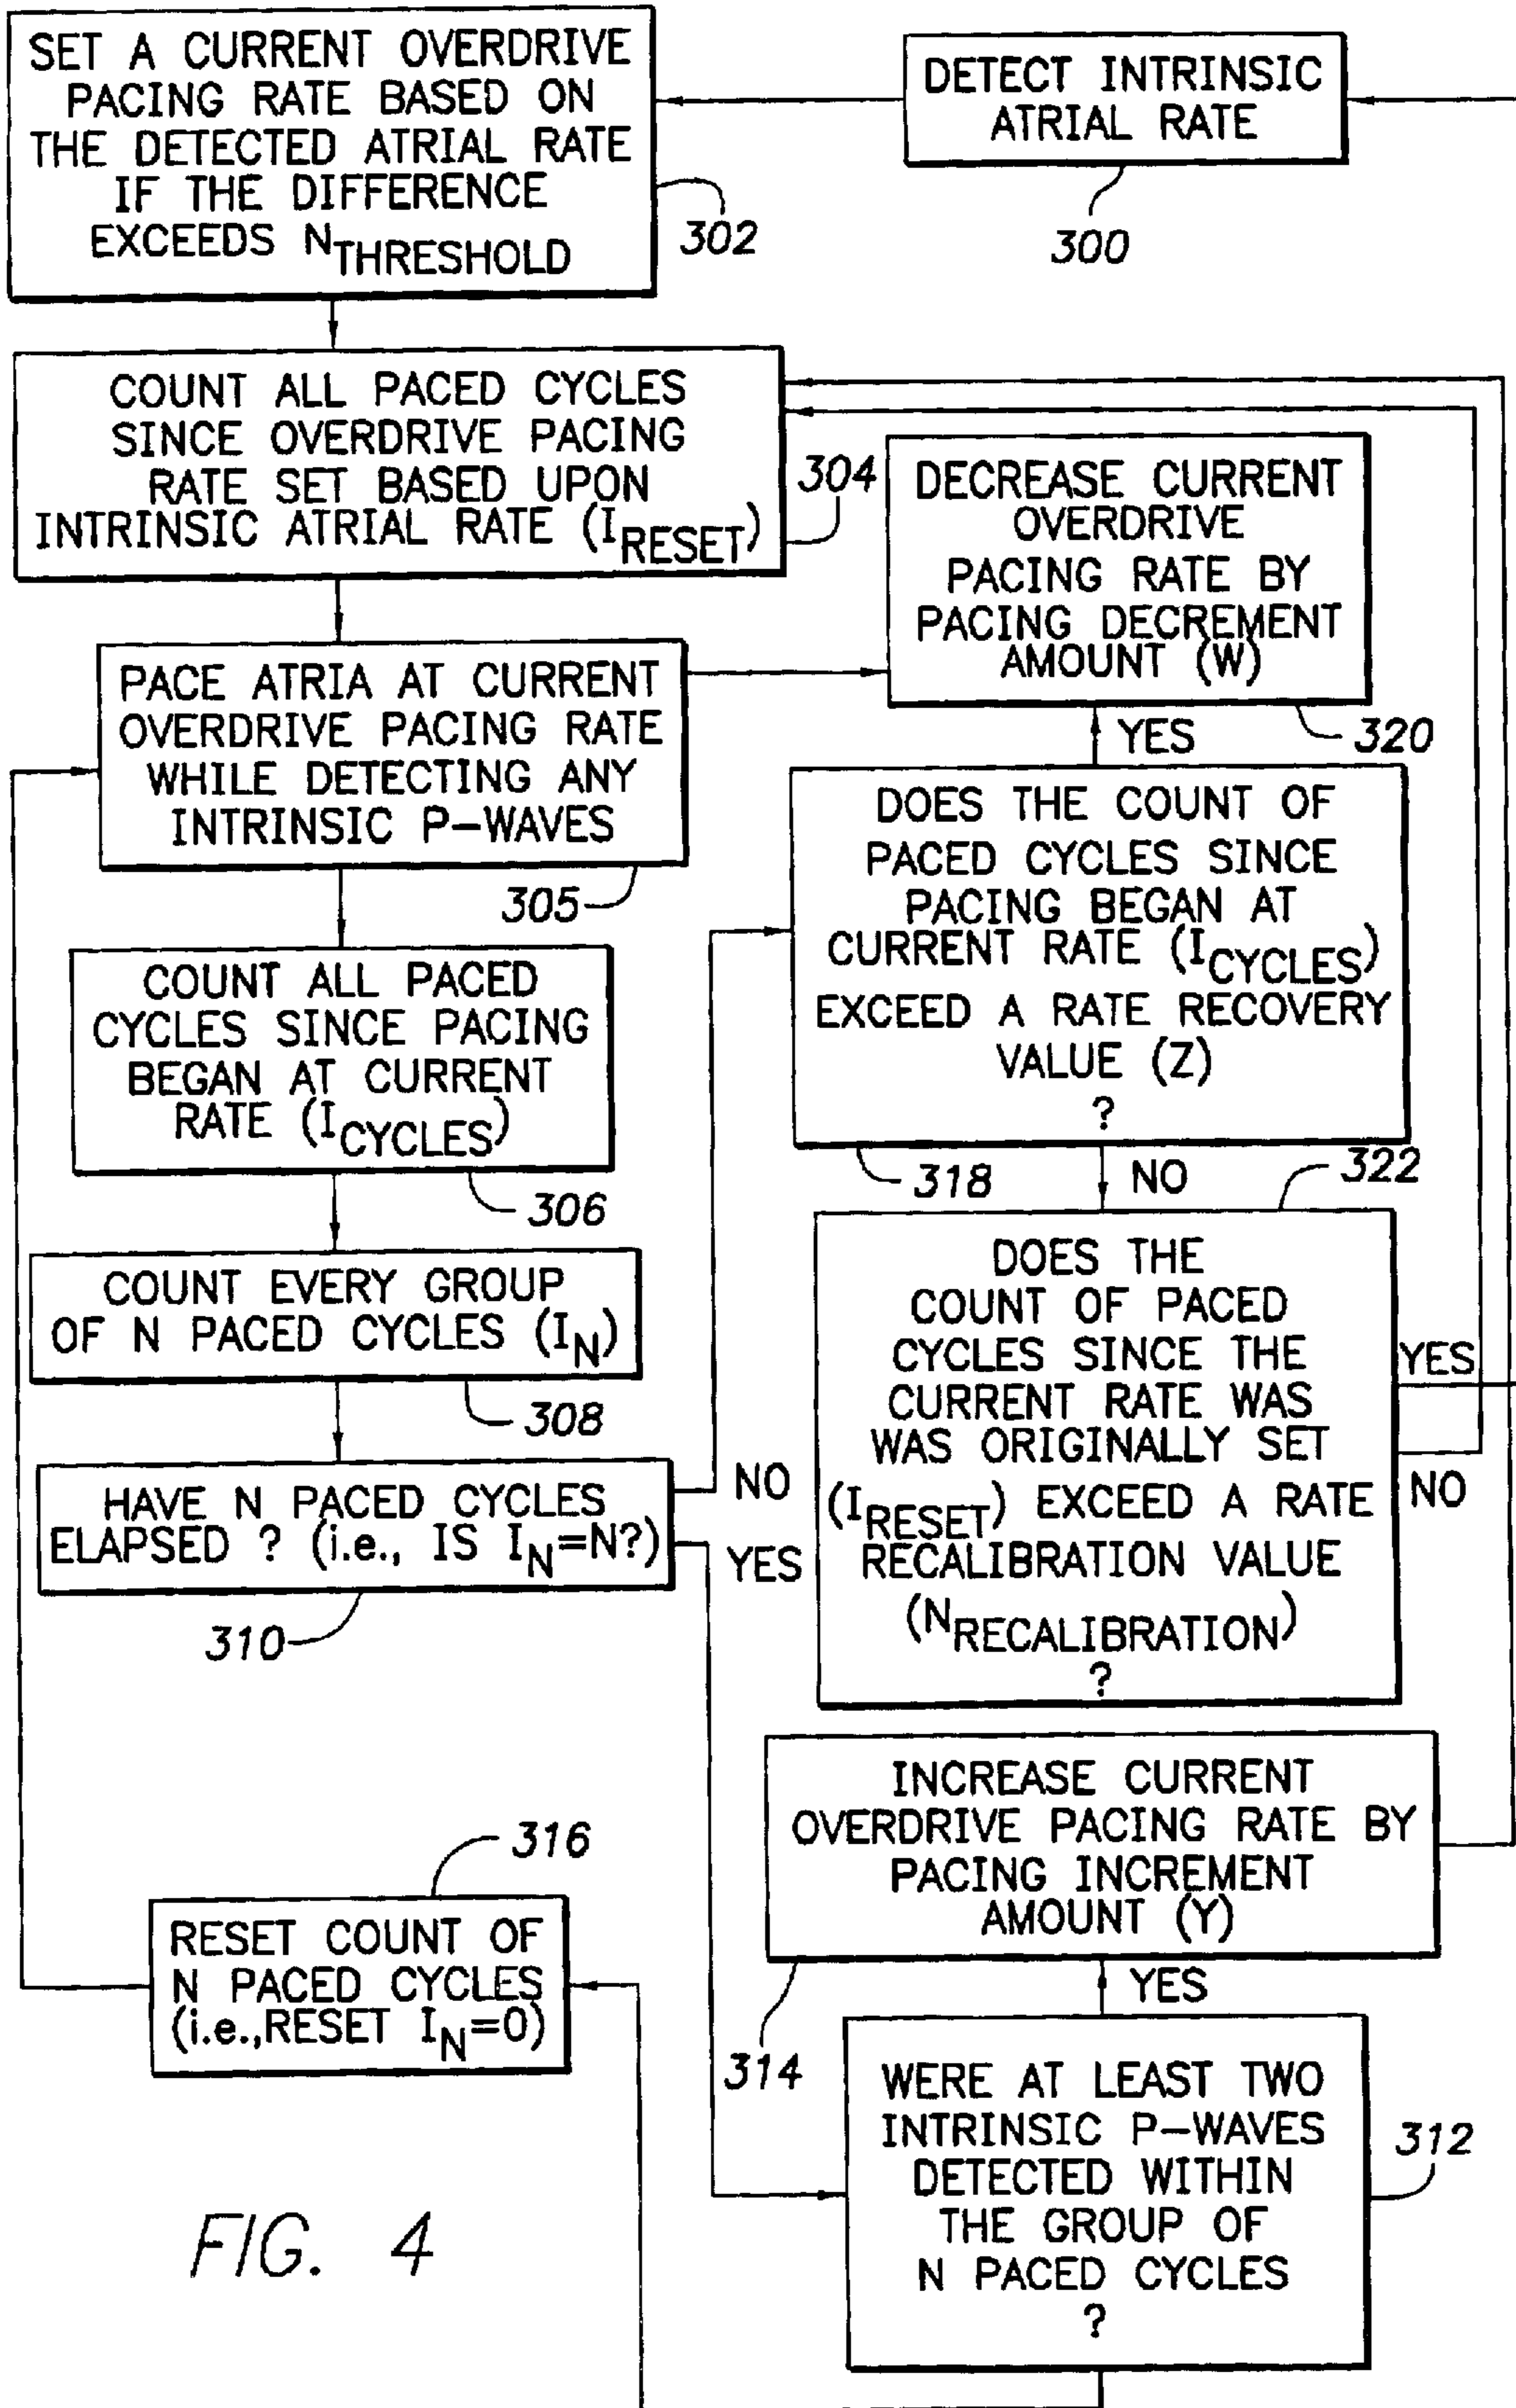 SET A CURRENT OVERDRIVE
PACING RATE BASED ON
THE DETECTED ATRIAL RATE
IF THE DIFFERENCE
EXCEEDS NTHRESHOLD
302
DETECT INTRINSIC
ATRIAL RATE
300
COUNT ALL PACED CYCLES
SINCE OVERDRIVE PACING
RATE SET BASED UPON
INTRINSIC ATRIAL RATE (IRESET)
304
DECREASE CURRENT
OVERDRIVE
PACING RATE BY
PACING DECREMENT
AMOUNT (W)
320
PACE ATRIA AT CURRENT
OVERDRIVE PACING RATE
WHILE DETECTING ANY
INTRINSIC P-WAVES
305
YES
DOES THE COUNT OF
PACED CYCLES SINCE
PACING BEGAN AT
CURRENT RATE (ICYCLES)
EXCEED A RATE RECOVERY
VALUE (Z)
?
318
NO
COUNT ALL PACED
CYCLES SINCE PACING
BEGAN AT CURRENT
RATE (ICYCLES)
306
322
DOES THE
COUNT OF PACED
CYCLES SINCE THE
CURRENT RATE WAS
WAS ORIGINALLY SET
(IRESET) EXCEED A RATE
RECALIBRATION VALUE
(NRECALIBRATION)
?
YES
NO
COUNT EVERY GROUP
OF N PACED CYCLES (IN)
308
HAVE N PACED CYCLES
ELAPSED ? (i.e., IS IN=N?)
310
NO
YES
INCREASE CURRENT
OVERDRIVE PACING RATE BY
PACING INCREMENT
AMOUNT (Y)
314
YES
316
RESET COUNT OF
N PACED CYCLES
(i.e.,RESET IN=0)
WERE AT LEAST TWO
INTRINSIC P-WAVES
DETECTED WITHIN
THE GROUP OF
N PACED CYCLES
?
312
FIG. 4